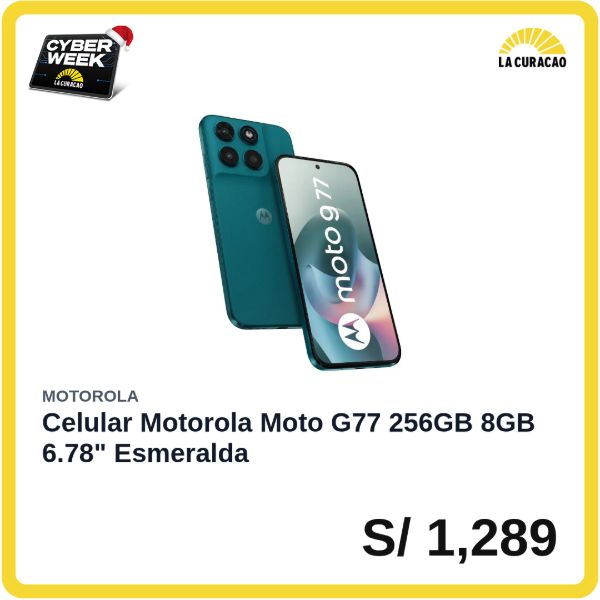 CYBER
WEEK
LA CURACAO
LA CURACAO
moto g77
MOTOROLA
Celular Motorola Moto G77 256GB 8GB
6.78" Esmeralda
S/ 1,289